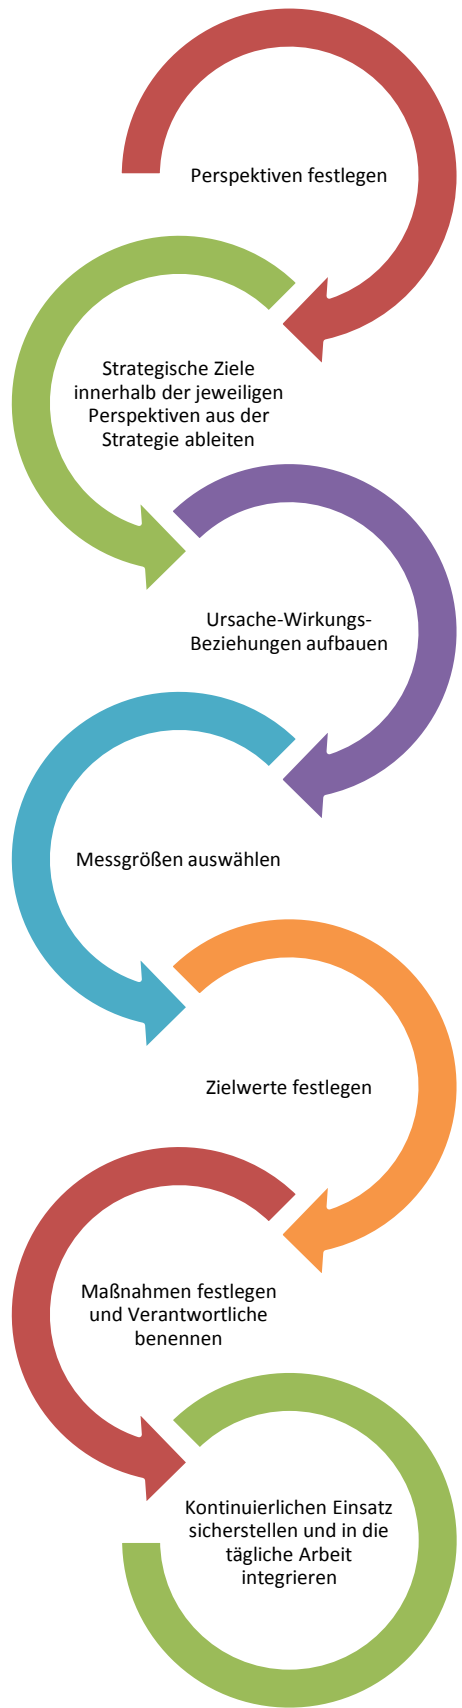 Perspektiven festlegen
Strategische Ziele
innerhalb der jeweiligen
Perspektiven aus der
Strategie ableiten
Ursache-Wirkungs-
Beziehungen aufbauen
Messgrößen auswählen
Zielwerte festlegen
Maßnahmen festlegen
und Verantwortliche
benennen
Kontinuierlichen Einsatz
sicherstellen und in die
tägliche Arbeit
integrieren